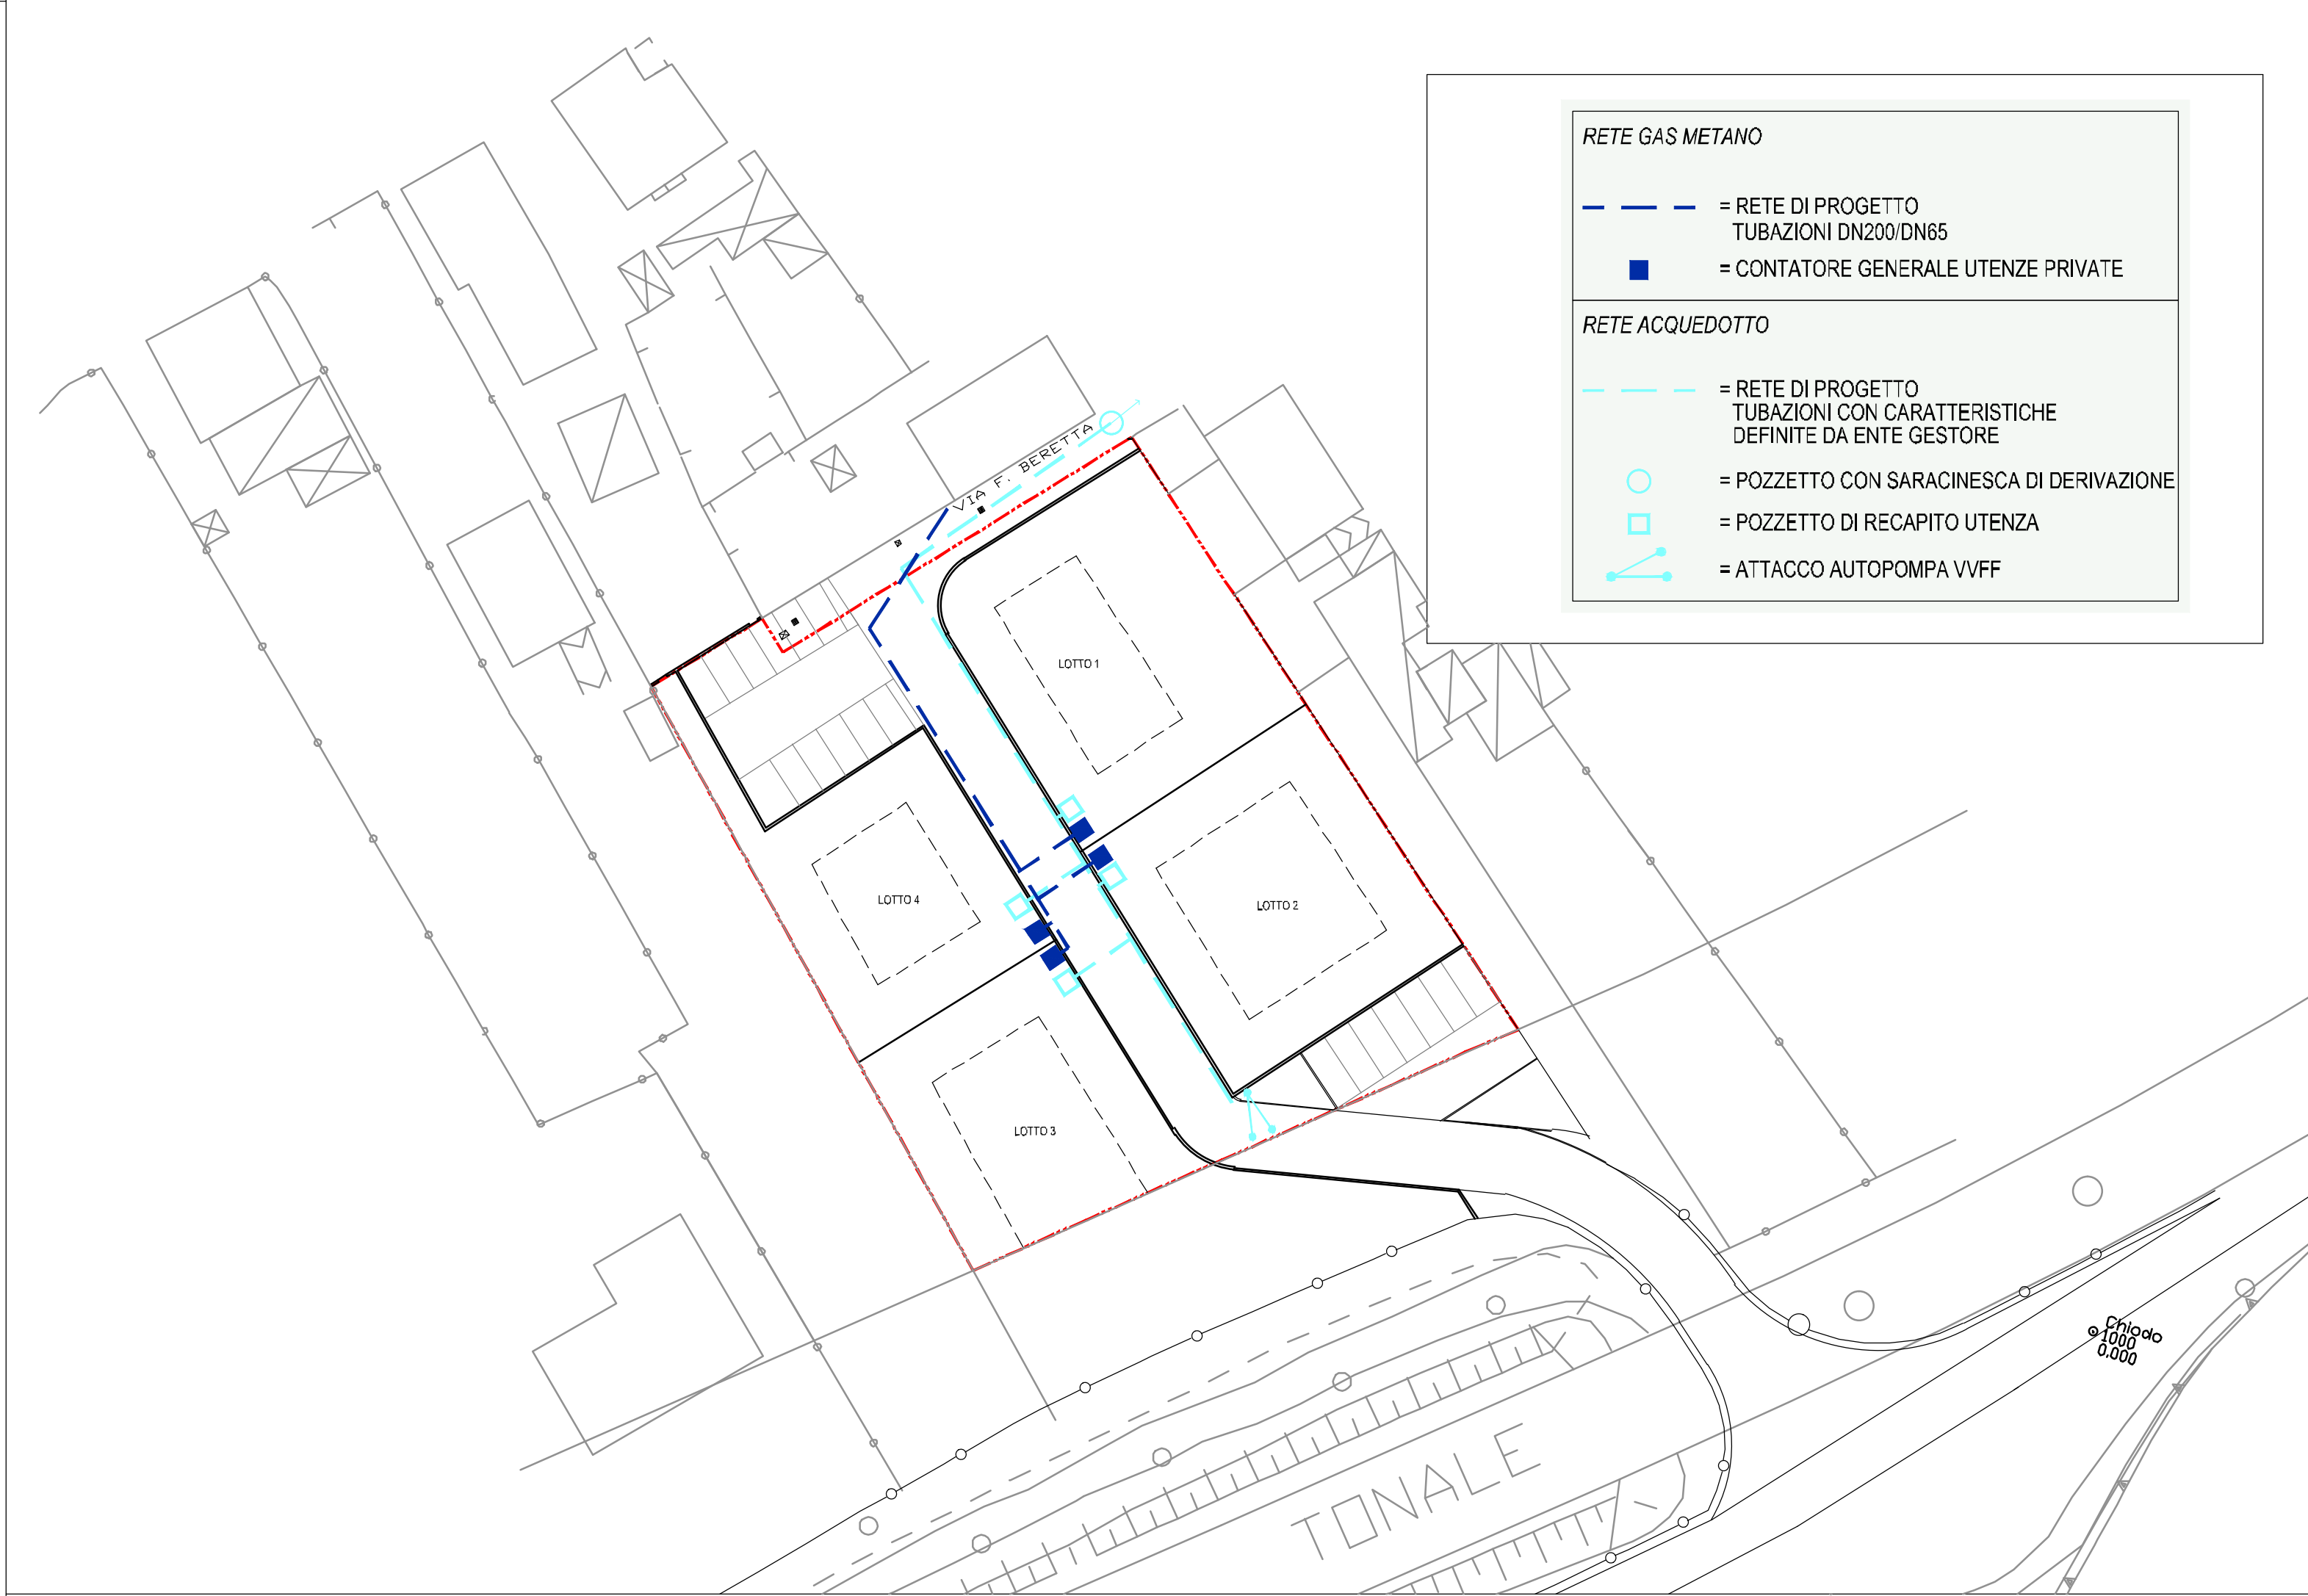 RETE GAS METANO
= RETE DI PROGETTO
TUBAZIONI DN200/DN65
= CONTATORE GENERALE UTENZE PRIVATE
RETE ACQUEDOTTO
= RETE DI PROGETTO
TUBAZIONI CON CARATTERISTICHE
DEFINITE DA ENTE GESTORE
= POZZETTO CON SARACINESCA DI DERIVAZIONE
= POZZETTO DI RECAPITO UTENZA
= ATTACCO AUTOPOMPA VVFF
VIA F. BERETTA
LOTTO 1
LOTTO 4
LOTTO 2
LOTTO 3
Chiodo
1000
0.000
TONALE